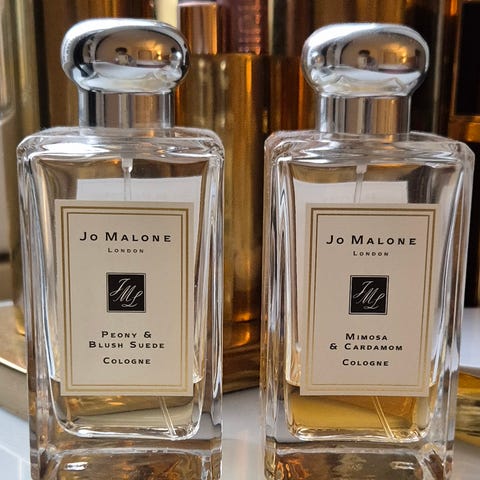 Jo Malone
London
JML
Peony &
Blush Suede
Cologne
Jo Malone
London
JML
Mimosa
& Cardamom
Cologne